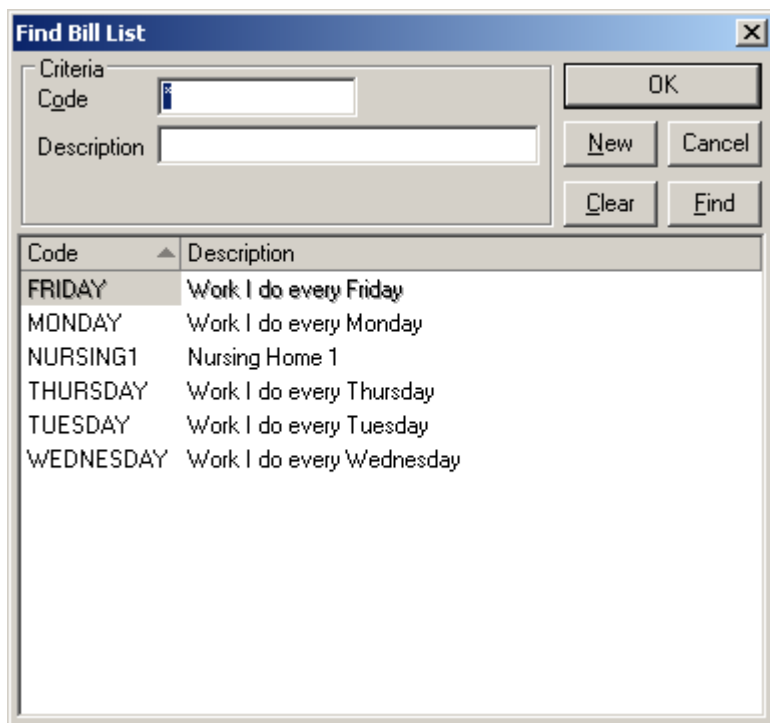 Find Bill List
Criteria
Code *
OK
Description
New Cancel
Clear Find
Code Description
FRIDAY Work I do every Friday
MONDAY Work I do every Monday
NURSING1 Nursing Home 1
THURSDAY Work I do every Thursday
TUESDAY Work I do every Tuesday
WEDNESDAY Work I do every Wednesday